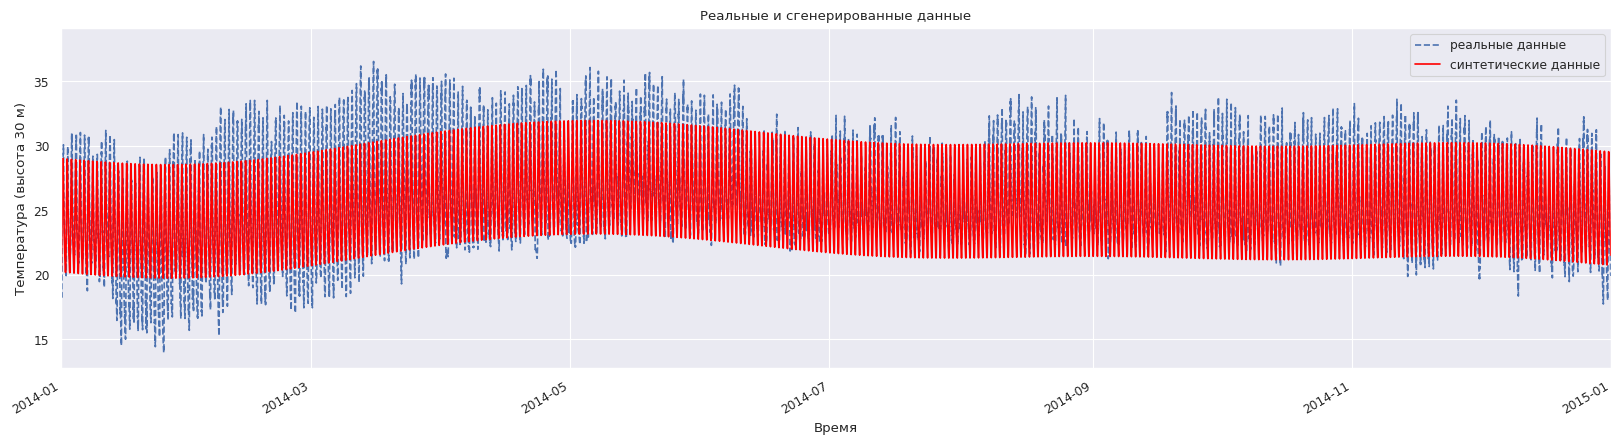 Реальные и сгенерированные данные
реальные данные
синтетические данные
Температура (высота 30 м)
35
30
25
20
15
2014-01
2014-03
2014-05
2014-07
2014-09
2014-11
2015-01
Время